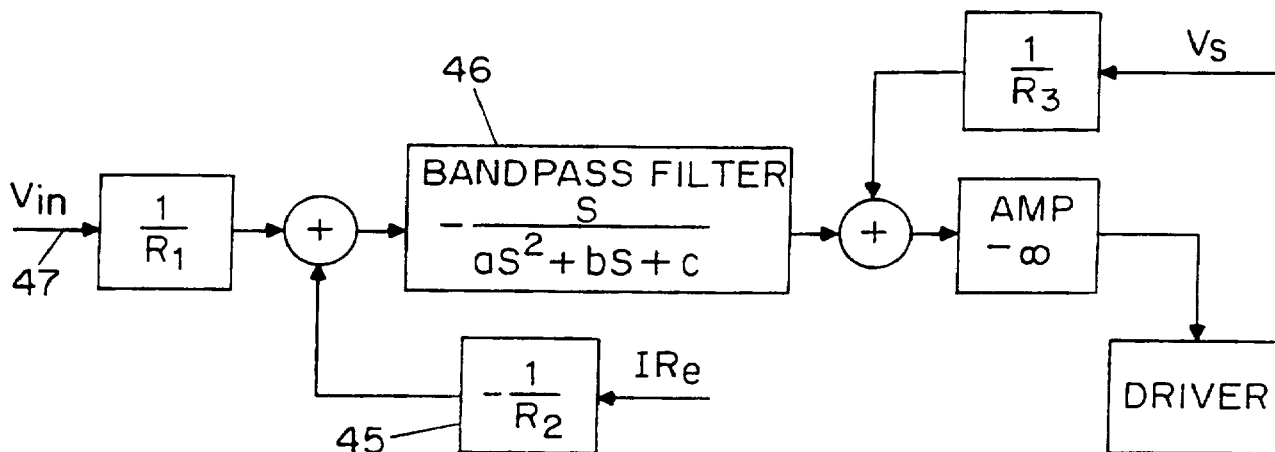 46
1
R3
VS
Vin
47
1
R1
+
BANDPASS FILTER
- S
aS²+bS+c
+
AMP
-∞
DRIVER
45
- 1
R2
IRe